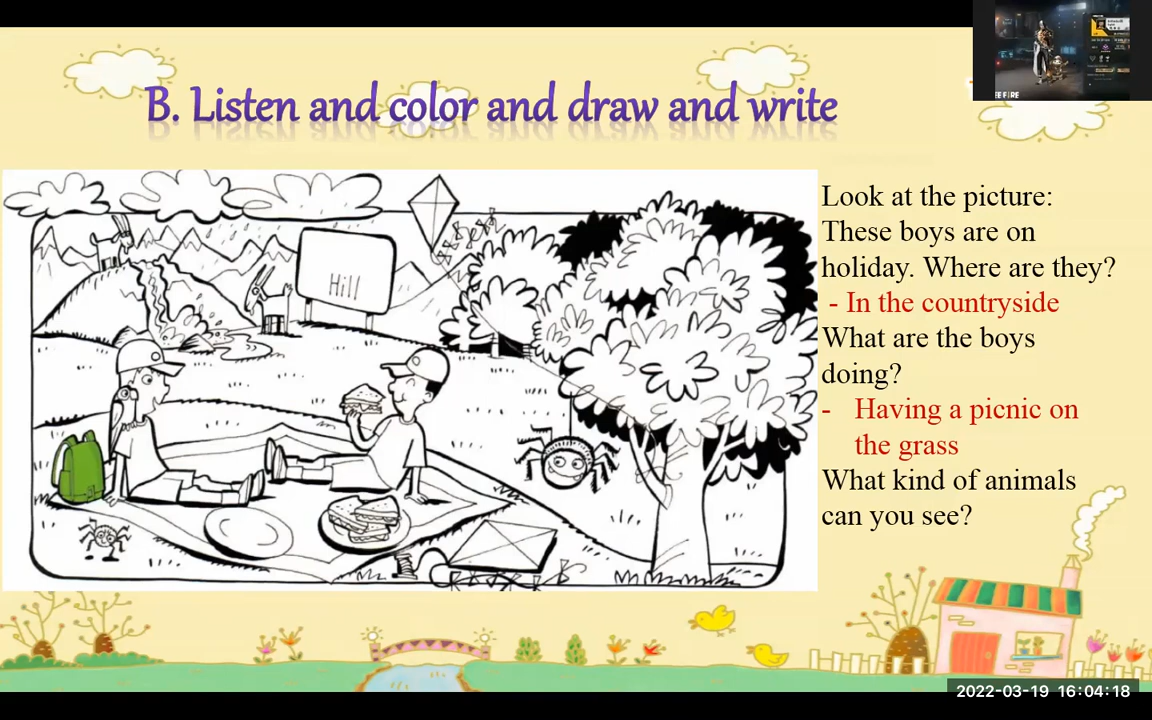 B. Listen and color and draw and write
EE FIRE
Hill
Look at the picture:
These boys are on
holiday. Where are they?
- In the countryside
What are the boys
doing?
- Having a picnic on
the grass
What kind of animals
can you see?
2022-03-19 16:04:18